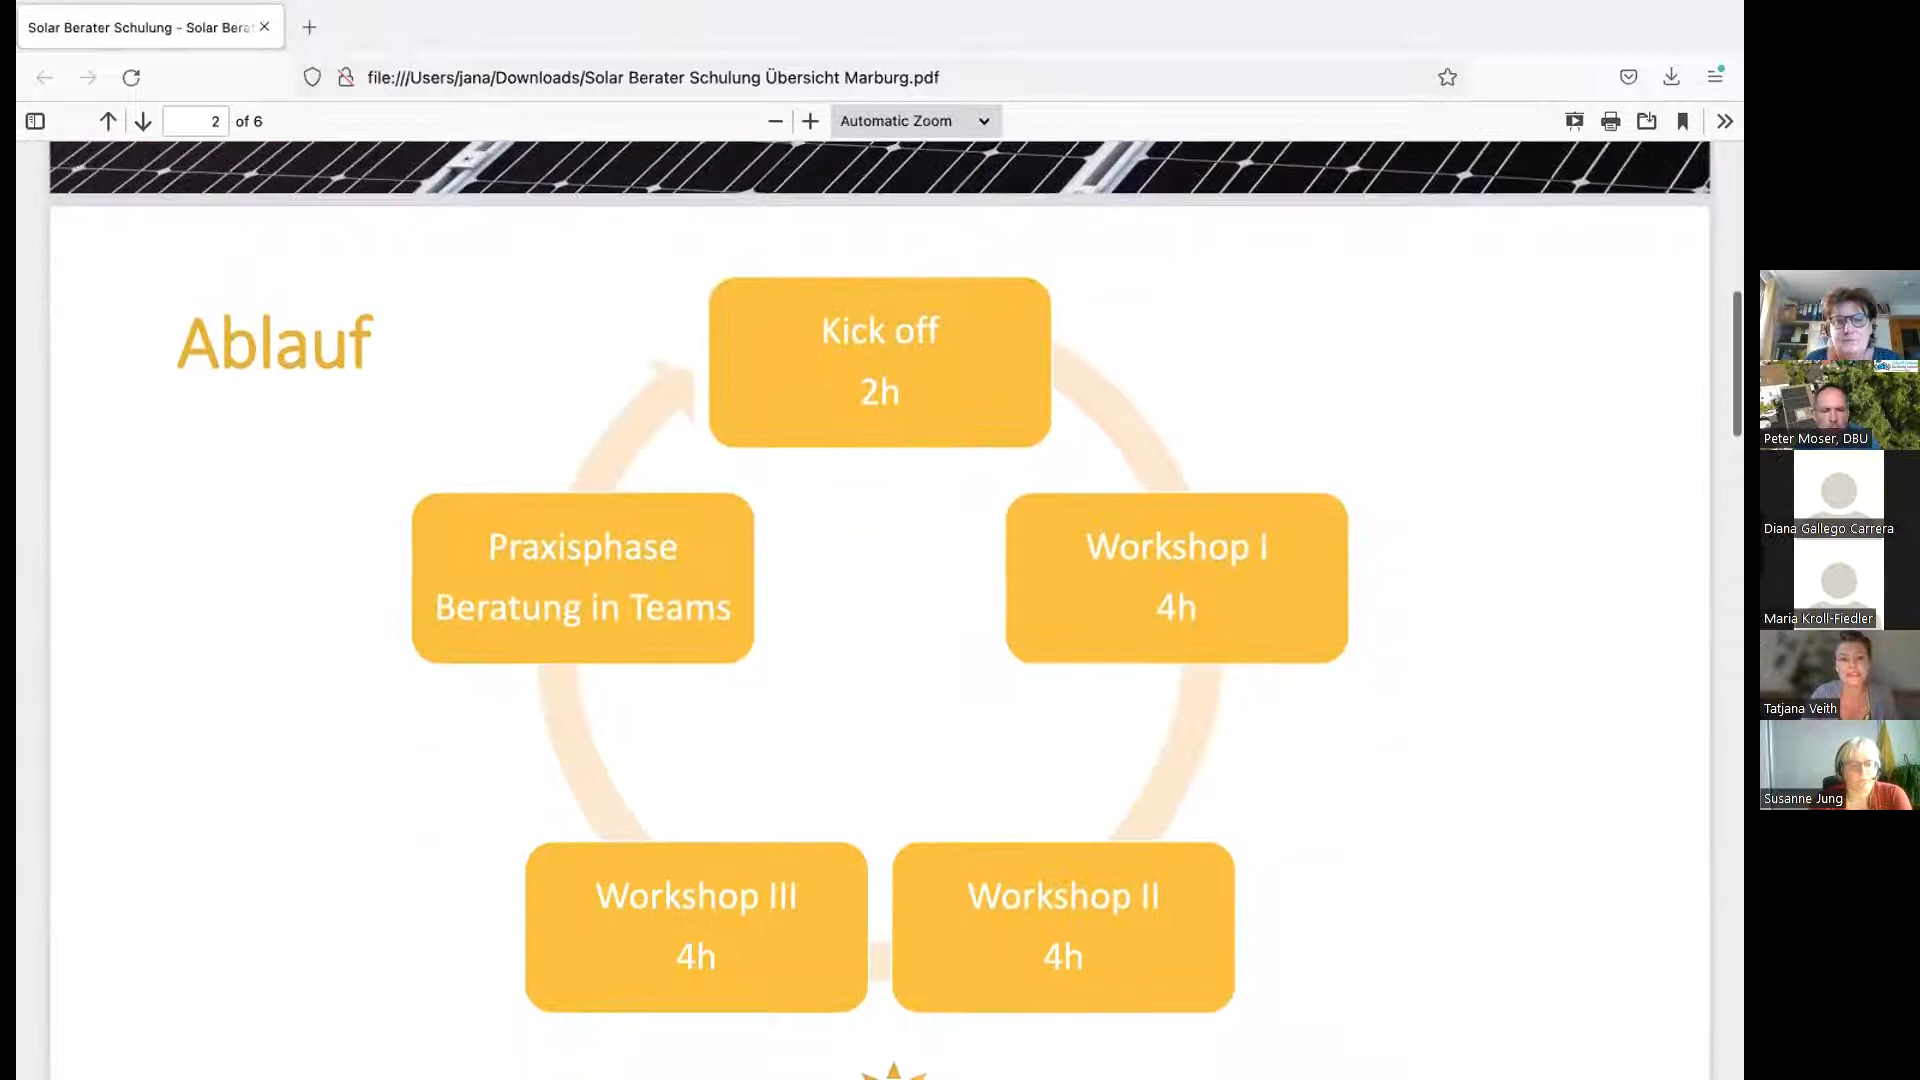 Solar Berater Schulung - Solar Berat
file:///Users/jana/Downloads/Solar Berater Schulung Übersicht Marburg.pdf
2 of 6
Automatic Zoom
Ablauf
Kick off
2h
Workshop I
4h
Workshop II
4h
Workshop III
4h
Praxisphase
Beratung in Teams
Peter Moser, DBU
Diana Gallego Carrera
Maria Kroll-Fiedler
Tatjana Veith
Susanne Jung